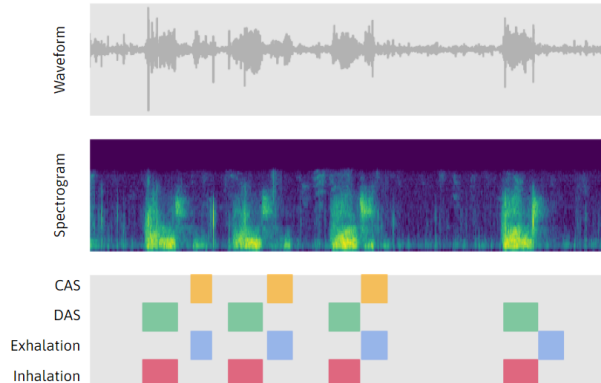 Waveform
Spectrogram
CAS
DAS
Exhalation
Inhalation